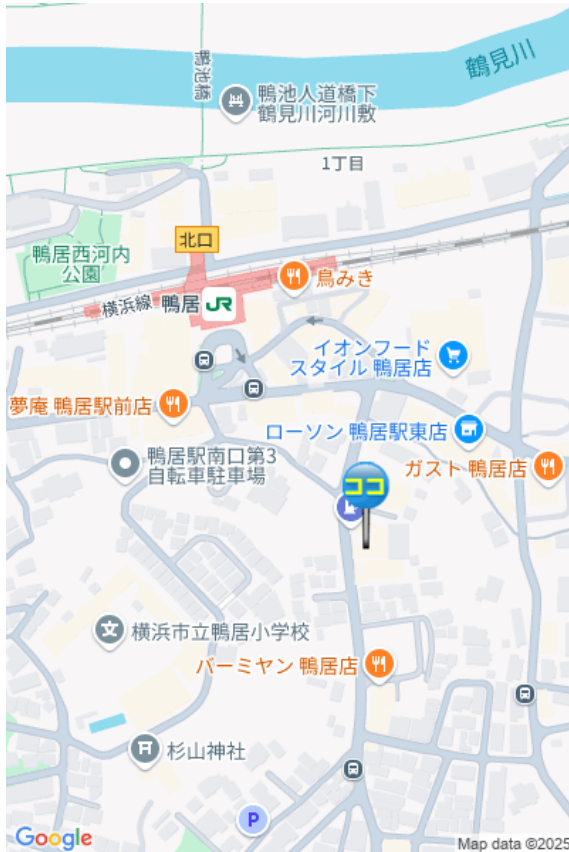 鶴見川
鴨池橋
鴨池人道橋下
鶴見川河川敷
1丁目
北口
鴨居西河内
公園
鳥みき
横浜線
鴨居
JR
イオンフード
スタイル 鴨居店
夢庵 鴨居駅前店
ローソン 鴨居駅東店
鴨居駅南口第3
自転車駐車場
ガスト 鴨居店
ココ
文
横浜市立鴨居小学校
バーミヤン 鴨居店
杉山神社
P
Google
Map data ©2025